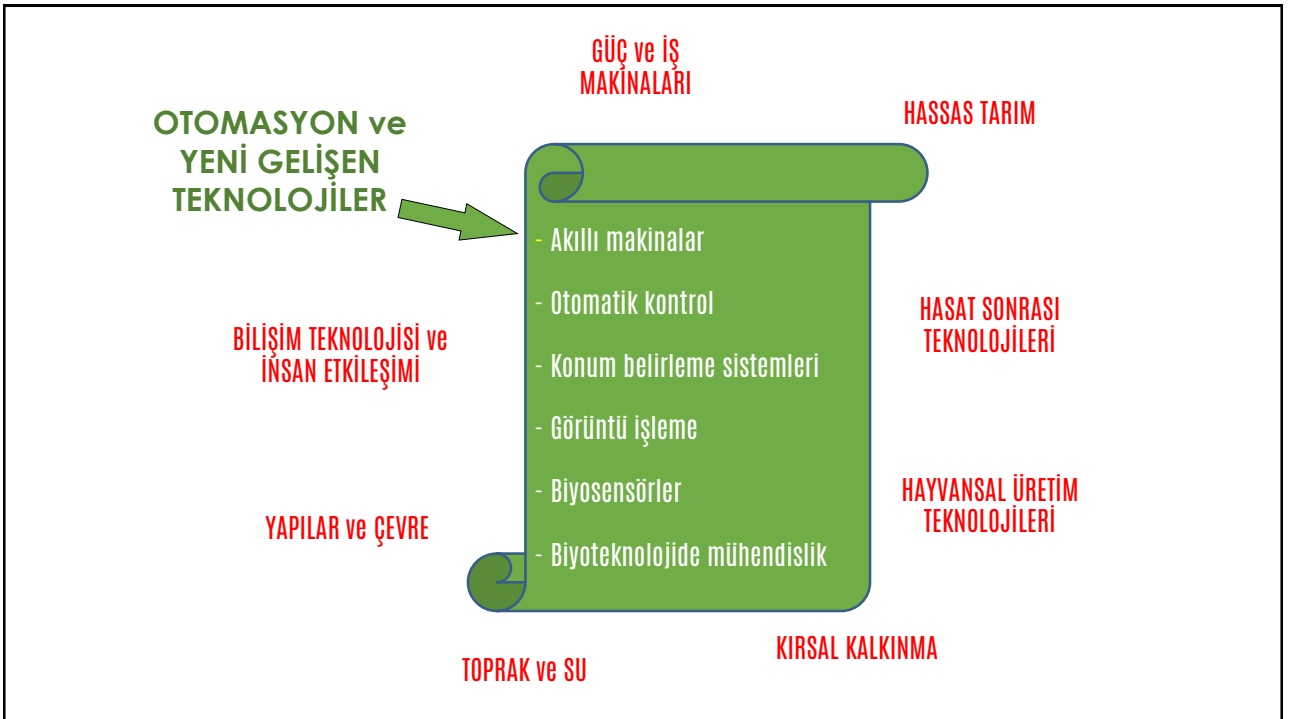 GÜÇ ve İŞ
MAKİNALARI
HASSAS TARIM
OTOMASYON ve
YENİ GELİŞEN
TEKNOLOJİLER
- Akıllı makinalar
- Otomatik kontrol
- Konum belirleme sistemleri
- Görüntü işleme
- Biyosensörler
- Biyoteknolojide mühendislik
HASAT SONRASI
TEKNOLOJİLERİ
BİLİŞİM TEKNOLOJİSİ ve
İNSAN ETKİLEŞİMİ
HAYVANSAL ÜRETİM
TEKNOLOJİLERİ
YAPILAR ve ÇEVRE
KIRSAL KALKINMA
TOPRAK ve SU